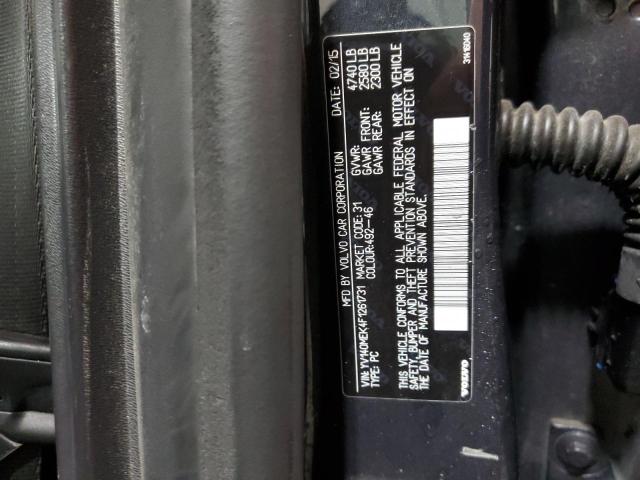 MFD BY VOLVO CAR CORPORATION DATE: 02/15
GVWR: 4740 LB
GAWR FRONT: 2580 LB
GAWR REAR: 2300 LB
VIN: YV140MEK4F1261731 MARKET CODE: 31
TYPE: PC COLOUR:492-46
THIS VEHICLE CONFORMS TO ALL APPLICABLE FEDERAL MOTOR VEHICLE
SAFETY, BUMPER AND THEFT PREVENTION STANDARDS IN EFFECT ON
THE DATE OF MANUFACTURE SHOWN ABOVE.
VOLVO
31416040